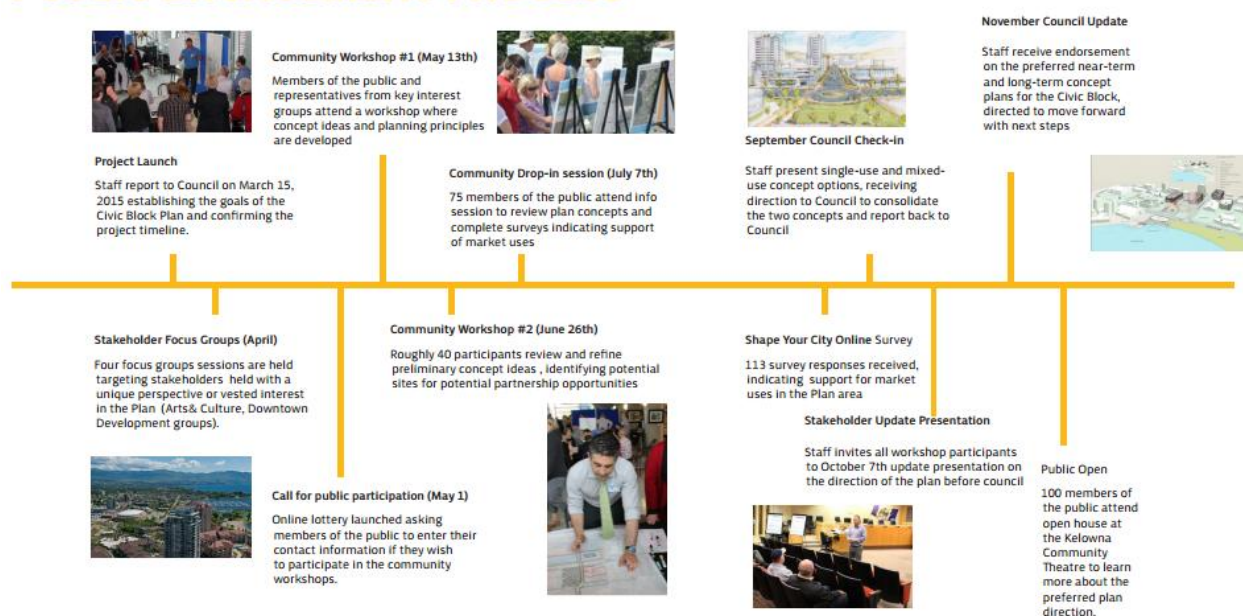 Community Workshop #1 (May 13th)
Members of the public and
representatives from key interest
groups attend a workshop where
concept ideas and planning principles
are developed
November Council Update
Staff receive endorsement
on the preferred near-term
and long-term concept
plans for the Civic Block,
directed to move forward
with next steps
Project Launch
Staff report to Council on March 15,
2015 establishing the goals of the
Civic Block Plan and confirming the
project timeline.
Community Drop-in session (July 7th)
75 members of the public attend info
session to review plan concepts and
complete surveys indicating support
of market uses
September Council Check-in
Staff present single-use and mixed-
use concept options, receiving
direction to Council to consolidate
the two concepts and report back to
Council
Stakeholder Focus Groups (April)
Four focus groups sessions are held
targeting stakeholders held with a
unique perspective or vested interest
in the Plan (Arts& Culture, Downtown
Development groups).
Call for public participation (May 1)
Online lottery launched asking
members of the public to enter their
contact information if they wish
to participate in the community
workshops.
Community Workshop #2 (June 26th)
Roughly 40 participants review and refine
preliminary concept ideas , identifying potential
sites for potential partnership opportunities
Shape Your City Online Survey
113 survey responses received,
indicating support for market
uses in the Plan area
Stakeholder Update Presentation
Staff invites all workshop participants
to October 7th update presentation on
the direction of the plan before council
Public Open
100 members of
the public attend
open house at
the Kelowna
Community
Theatre to learn
more about the
preferred plan
direction.